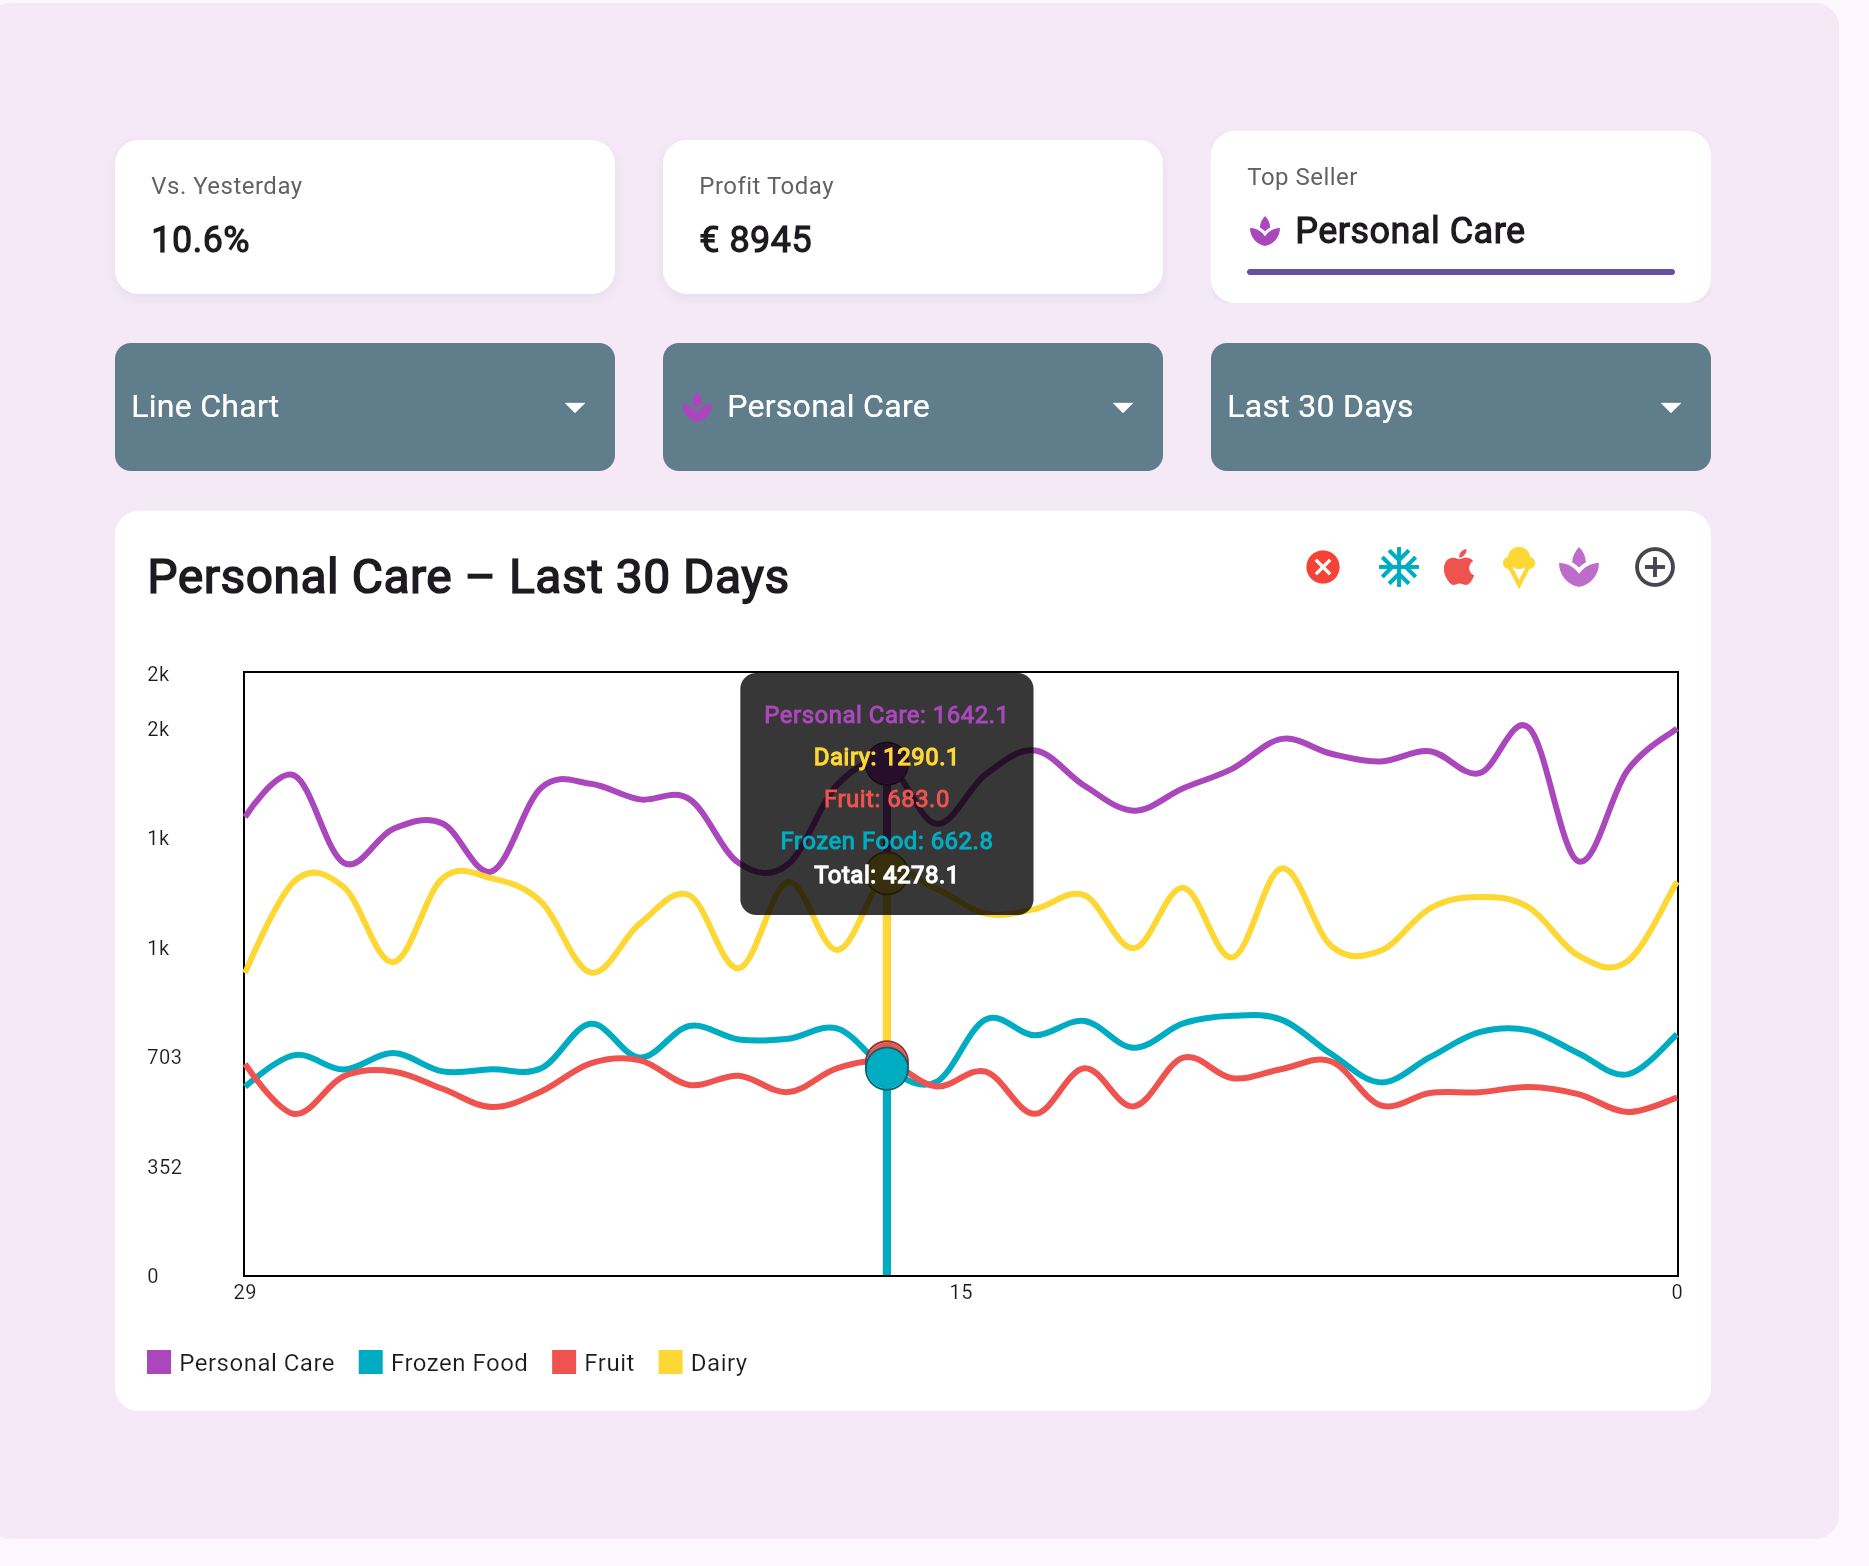 Vs. Yesterday
10.6%
Profit Today
€ 8945
Top Seller
Personal Care
Line Chart
Personal Care
Last 30 Days
Personal Care – Last 30 Days
2k
2k
1k
1k
703
352
0
Personal Care: 1642.1
Dairy: 1290.1
Fruit: 683.0
Frozen Food: 662.8
Total: 4278.1
29
15
0
Personal Care
Frozen Food
Fruit
Dairy